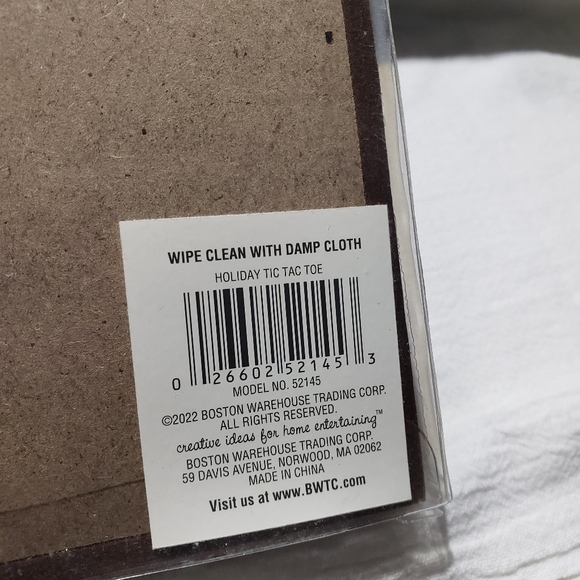 WIPE CLEAN WITH DAMP CLOTH
HOLIDAY TIC TAC TOE
0 26602 52145 3
MODEL NO. 52145
©2022 BOSTON WAREHOUSE TRADING CORP.
ALL RIGHTS RESERVED.
creative ideas for home entertaining™
BOSTON WAREHOUSE TRADING CORP.
59 DAVIS AVENUE, NORWOOD, MA 02062
MADE IN CHINA
Visit us at www.BWTC.com